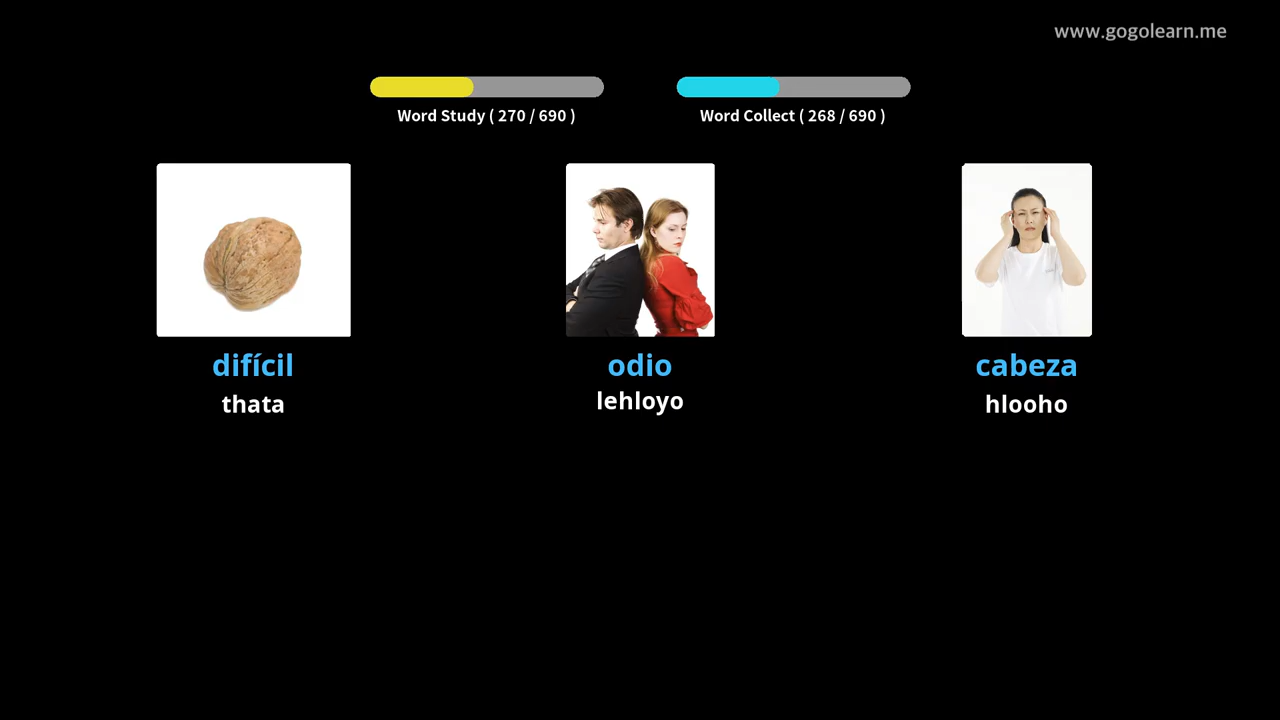 www.gogolearn.me
Word Study ( 270 / 690 )
Word Collect ( 268 / 690 )
difícil
thata
odio
lehloyo
cabeza
hlooho